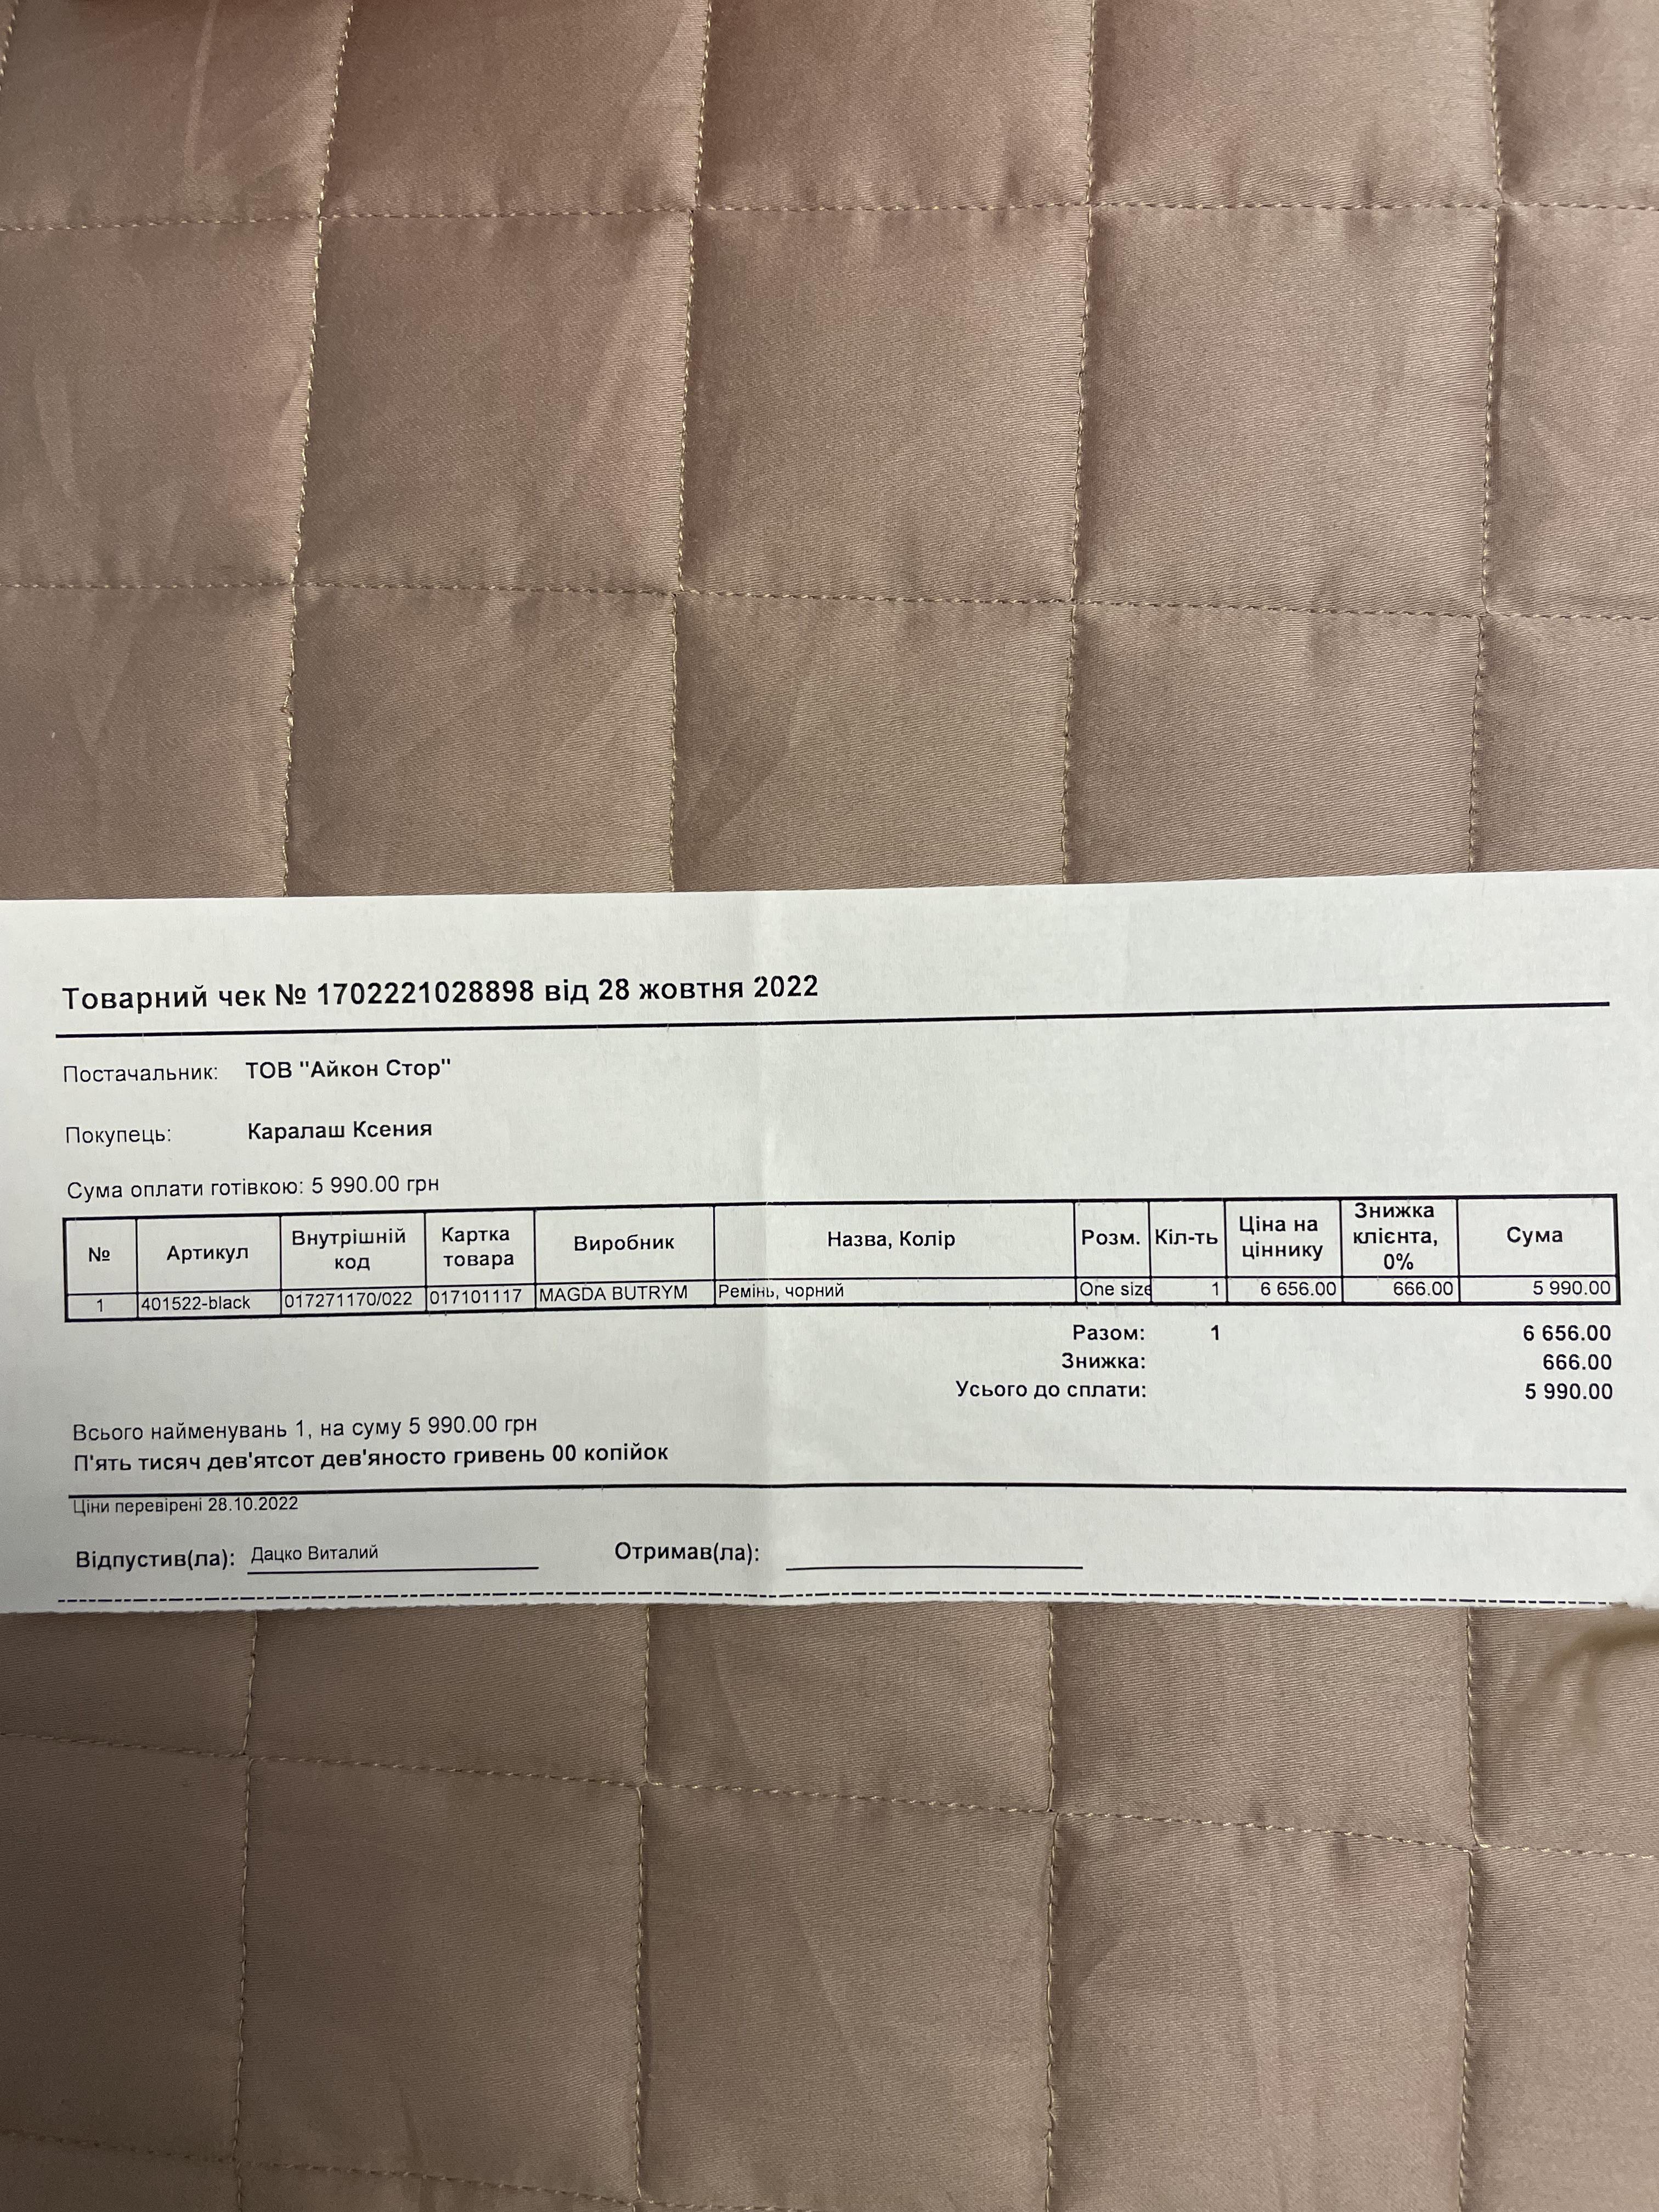 Товарний чек № 1702221028898 від 28 жовтня 2022
Постачальник: ТОВ "Айкон Стор"
Покупець: Каралаш Ксения
Сума оплати готівкою: 5 990.00 грн
№ Артикул Внутрішній код Картка товара Виробник Назва, Колір Розм. Кіл-ть Ціна на ціннику Знижка клієнта, 0% Сума
1 401522-black 017271170/022 017101117 MAGDA BUTRYM Ремінь, чорний One size 1 6 656.00 666.00 5 990.00
Разом: 1 6 656.00
Знижка: 666.00
Усього до сплати: 5 990.00
Всього найменувань 1, на суму 5 990.00 грн
П'ять тисяч дев'ятсот дев'яносто гривень 00 копійок
Ціни перевірені 28.10.2022
Відпустив(ла): Дацко Виталий Отримав(ла):